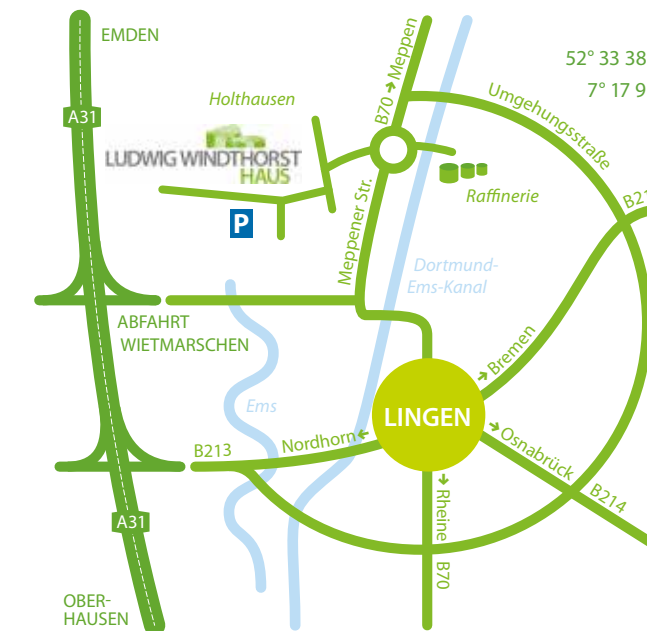 EMDEN
A31
Holthausen
LUDWIG WINDTHORST
HAUS
P
B70 → Meppen
52° 33 38
7° 17 9
Umgehungsstraße
Raffinerie
Meppener Str.
Dortmund-
Ems-Kanal
ABFAHRT
WIETMARSCHEN
Ems
→ Bremen
LINGEN
B213
Nordhorn ←
→ Osnabrück
B214
→ Rheine
B70
A31
OBER-
HAUSEN